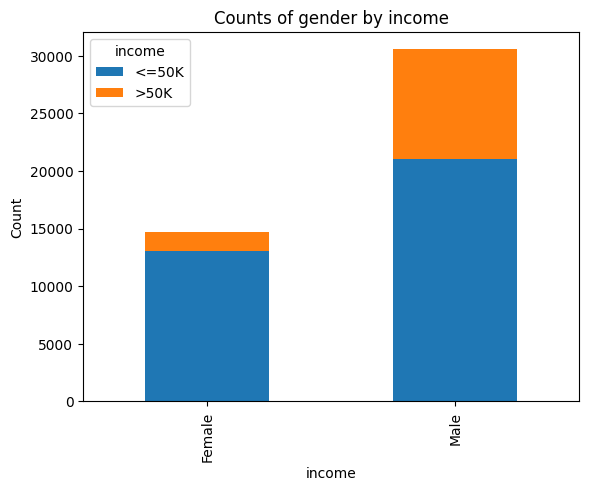 Counts of gender by income
income
<=50K
>50K
30000
25000
20000
15000
10000
5000
0
Count
Female
Male
income